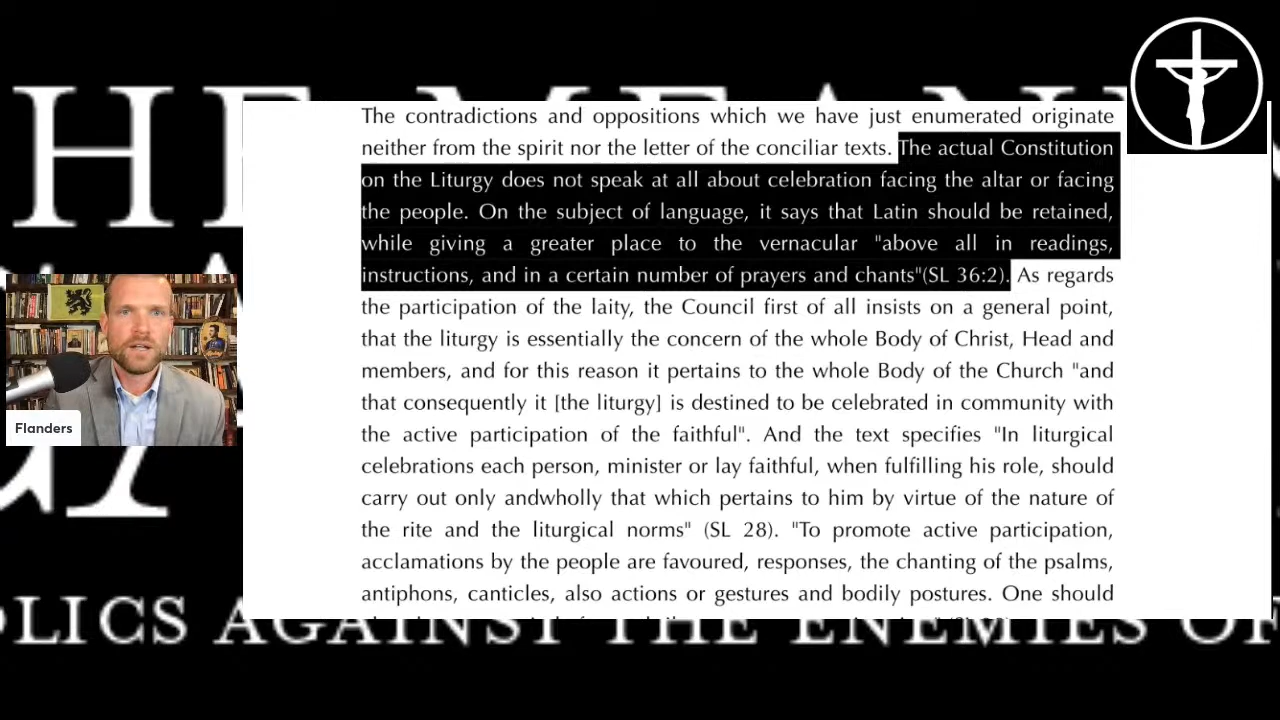 HE MEAN
The contradictions and oppositions which we have just enumerated originate
neither from the spirit nor the letter of the conciliar texts. The actual Constitution
on the Liturgy does not speak at all about celebration facing the altar or facing
the people. On the subject of language, it says that Latin should be retained,
while giving a greater place to the vernacular "above all in readings,
instructions, and in a certain number of prayers and chants"(SL 36:2). As regards
the participation of the laity, the Council first of all insists on a general point,
that the liturgy is essentially the concern of the whole Body of Christ, Head and
members, and for this reason it pertains to the whole Body of the Church "and
that consequently it [the liturgy] is destined to be celebrated in community with
the active participation of the faithful". And the text specifies "In liturgical
celebrations each person, minister or lay faithful, when fulfilling his role, should
carry out only andwholly that which pertains to him by virtue of the nature of
the rite and the liturgical norms" (SL 28). "To promote active participation,
acclamations by the people are favoured, responses, the chanting of the psalms,
antiphons, canticles, also actions or gestures and bodily postures. One should
Flanders
OLICS AGAINST THE ENEMIES OF